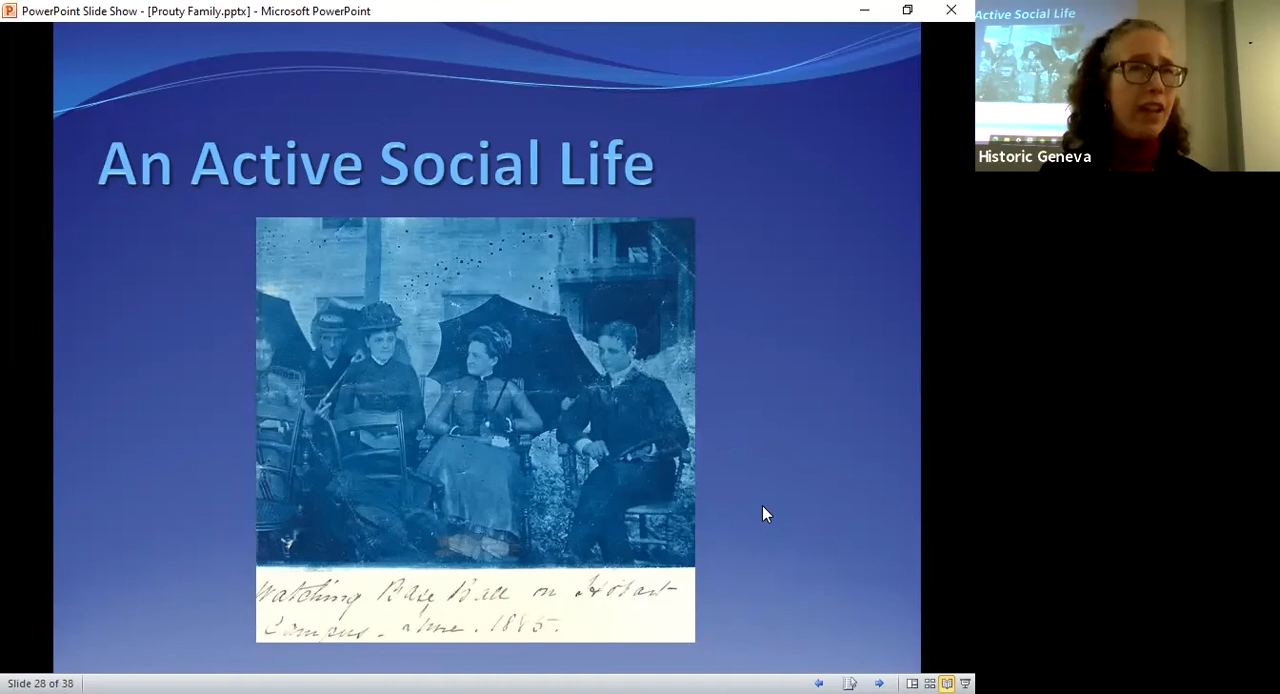 PowerPoint Slide Show - [Prouty Family.pptx] - Microsoft PowerPoint
Active Social Life
Historic Geneva
An Active Social Life
Watching Base Ball on Hobart
Campus - June. 1885.
Slide 28 of 38